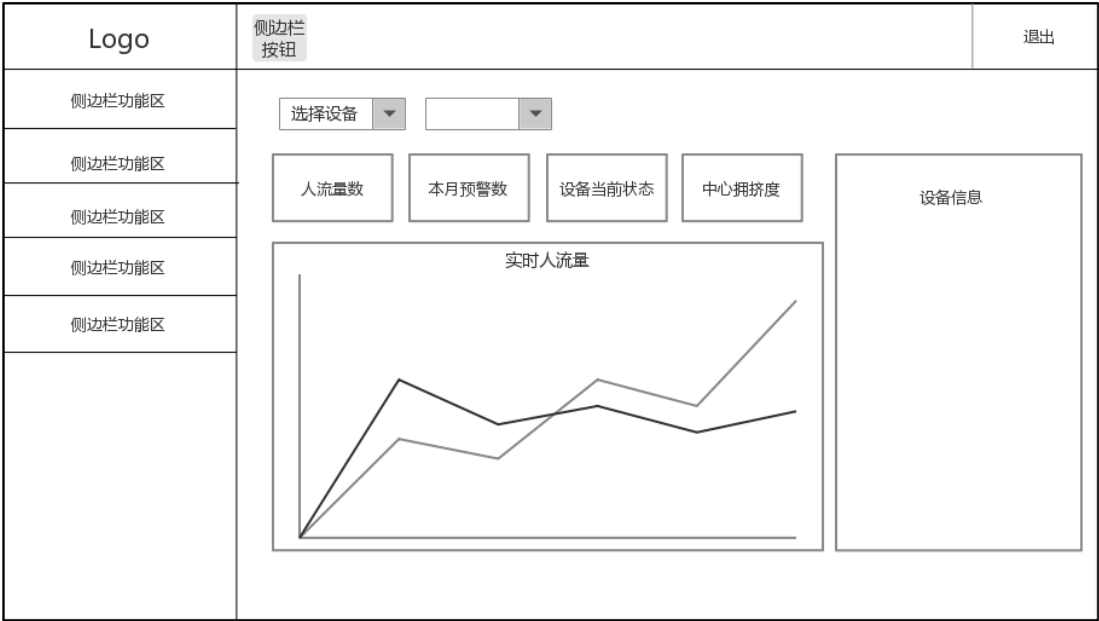 Logo
侧边栏
按钮
退出
侧边栏功能区
侧边栏功能区
侧边栏功能区
侧边栏功能区
侧边栏功能区
选择设备
人流量数
本月预警数
设备当前状态
中心拥挤度
设备信息
实时人流量